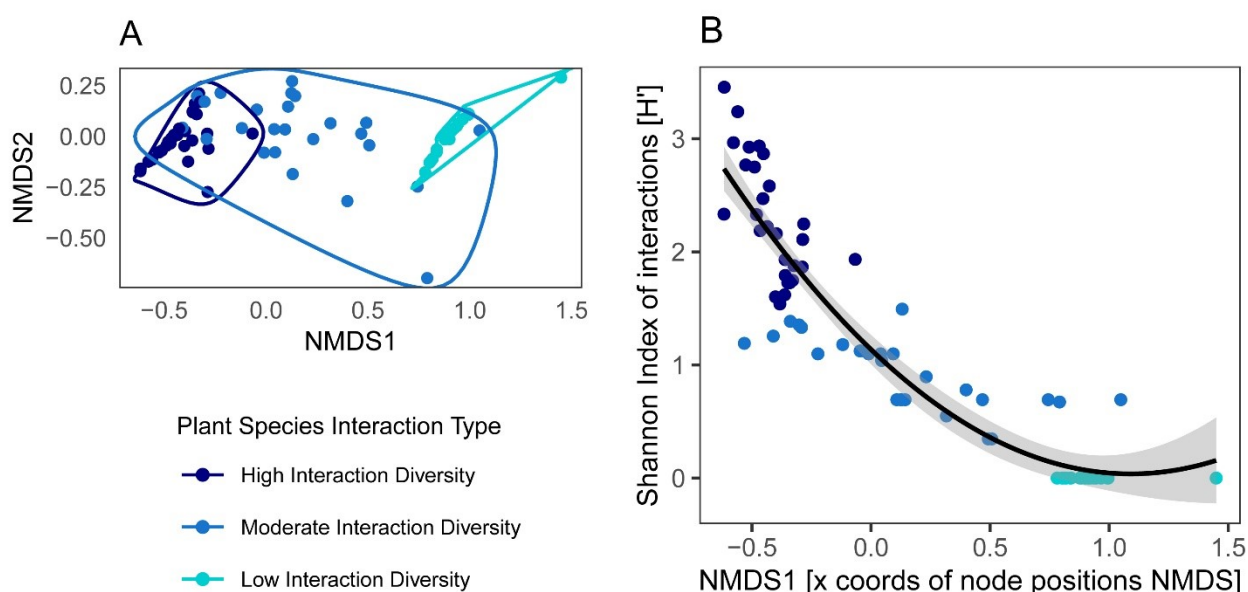 A
NMDS2
0.25
0.00
−0.25
−0.50
−0.5
0.0
0.5
1.0
1.5
NMDS1
Plant Species Interaction Type
High Interaction Diversity
Moderate Interaction Diversity
Low Interaction Diversity
B
Shannon Index of interactions [H']
3
2
1
0
−0.5
0.0
0.5
1.0
1.5
NMDS1 [x coords of node positions NMDS]